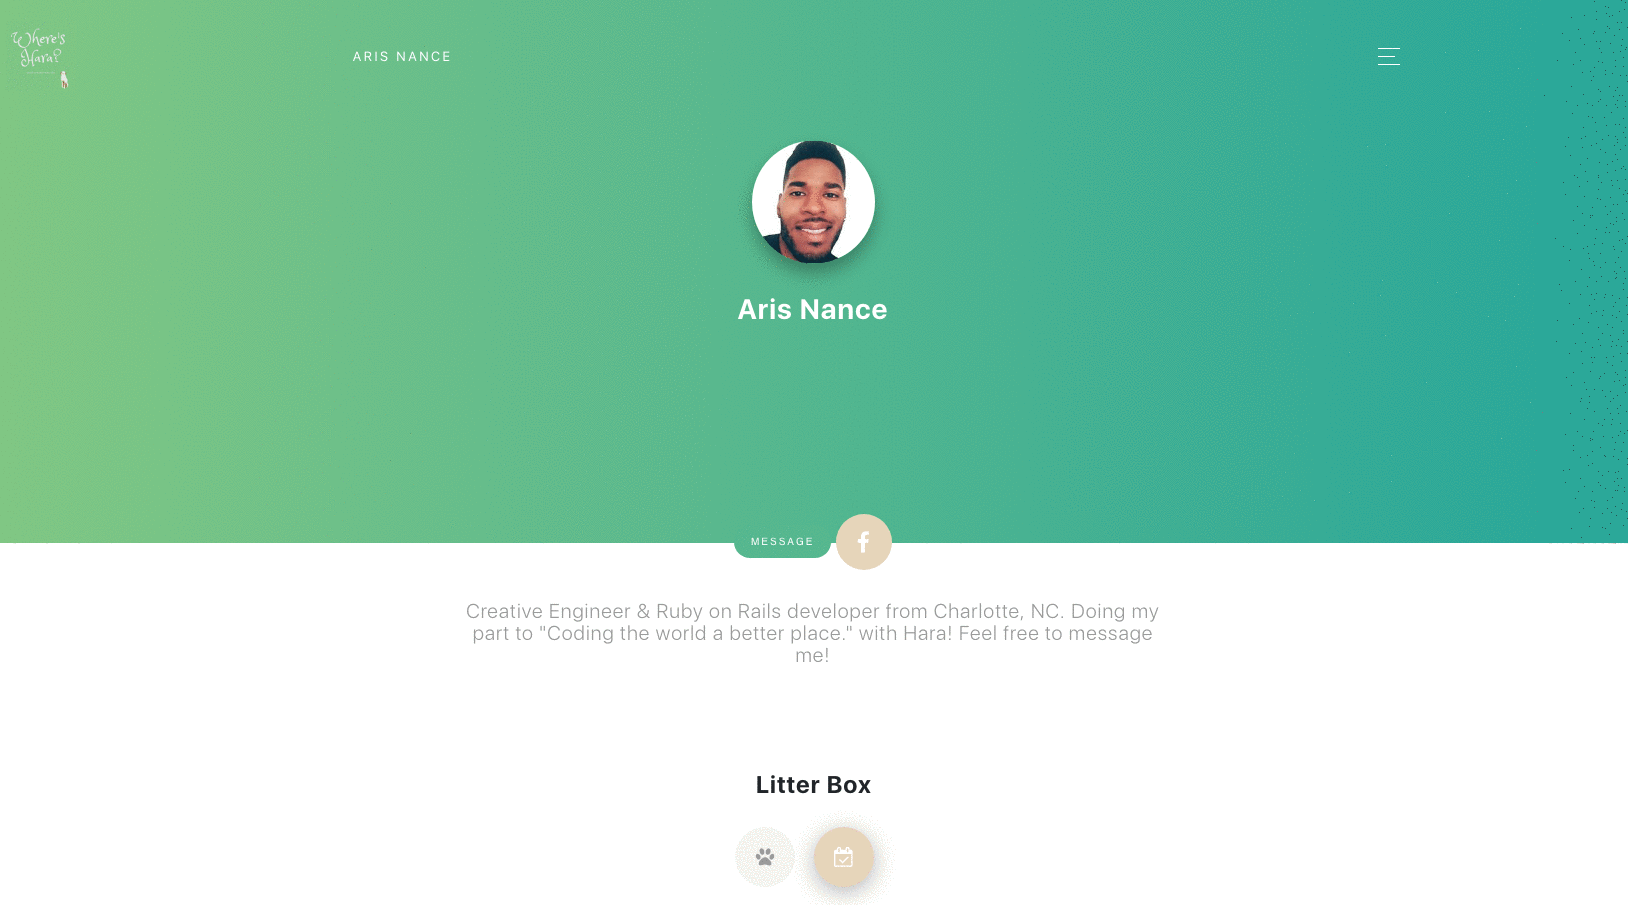 Where's
Hara?
ARIS NANCE
Aris Nance
MESSAGE
Creative Engineer & Ruby on Rails developer from Charlotte, NC. Doing my
part to "Coding the world a better place." with Hara! Feel free to message
me!
Litter Box